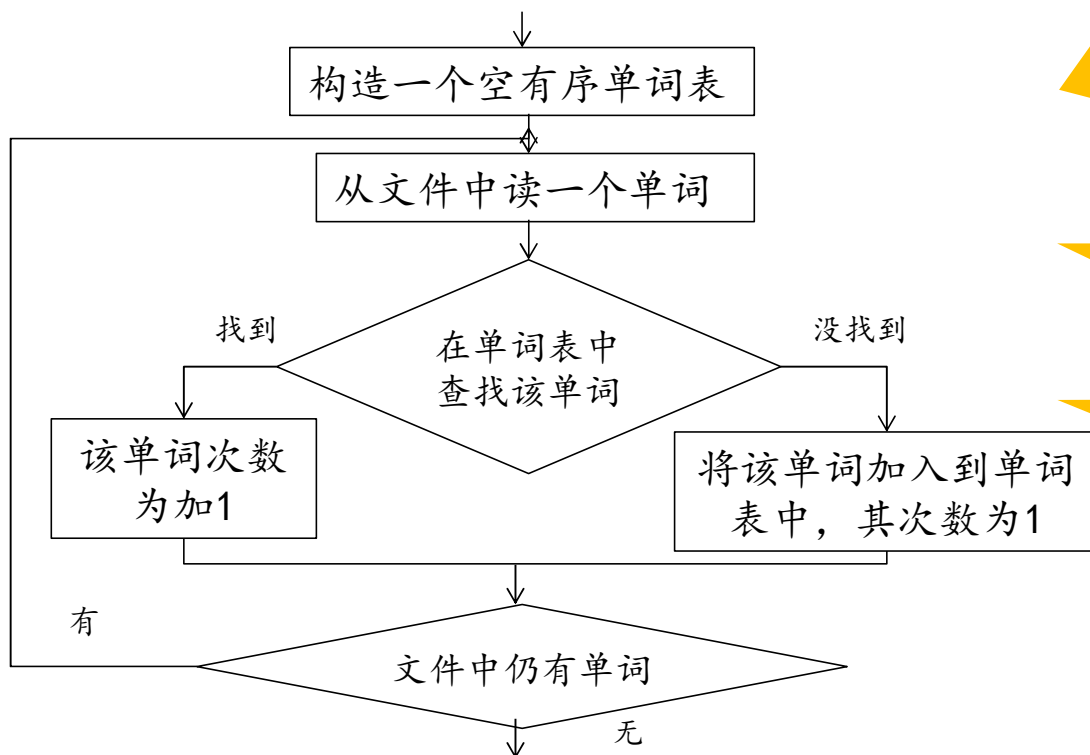 构造一个空有序单词表
从文件中读一个单词
找到
没找到
在单词表中
查找该单词
该单词次数
为加1
将该单词加入到单词
表中，其次数为1
有
文件中仍有单词
无